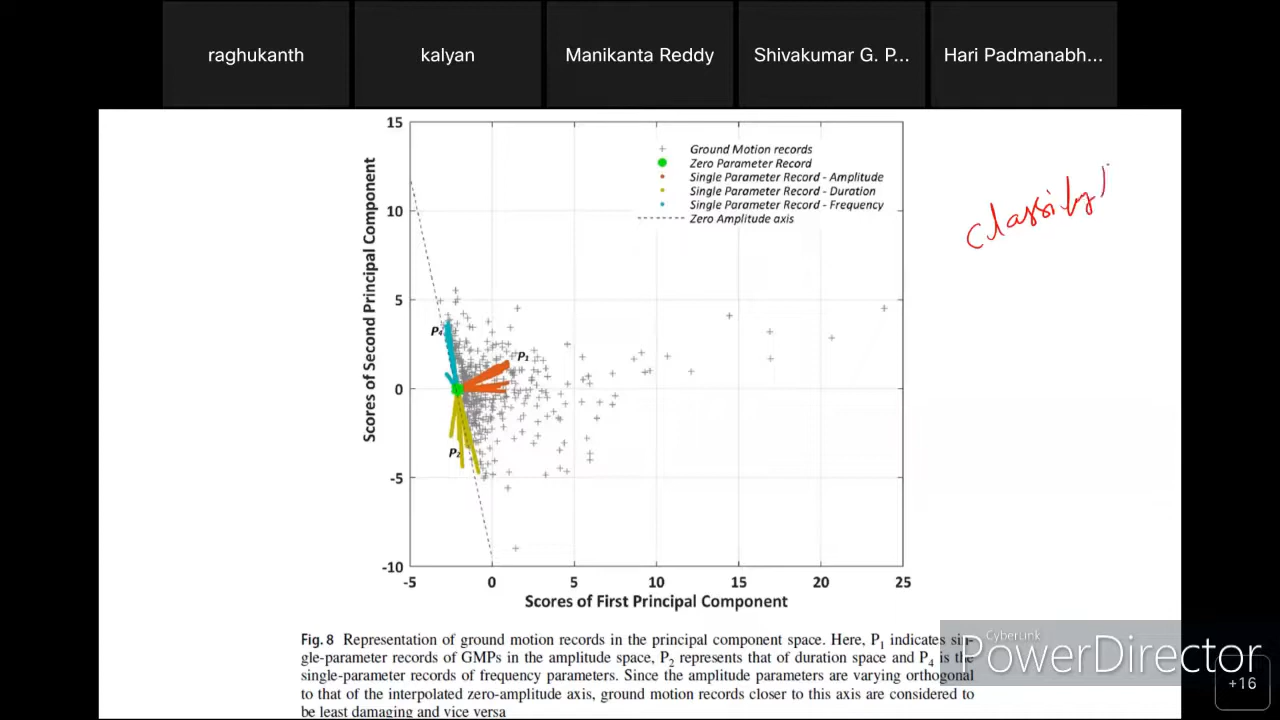 raghukanth
kalyan
Manikanta Reddy
Shivakumar G. P...
Hari Padmanabh...
15
10
5
0
-5
-10
Scores of Second Principal Component
Ground Motion records
Zero Parameter Record
Single Parameter Record - Amplitude
Single Parameter Record - Duration
Single Parameter Record - Frequency
Zero Amplitude axis
classify
P4
P1
P2
-5 0 5 10 15 20 25
Scores of First Principal Component
Fig. 8 Representation of ground motion records in the principal component space. Here, P1 indicates sin-
gle-parameter records of GMPs in the amplitude space, P2 represents that of duration space and P4 is the
single-parameter records of frequency parameters. Since the amplitude parameters are varying orthogonal
to that of the interpolated zero-amplitude axis, ground motion records closer to this axis are considered to
be least damaging and vice versa
CyberLink
PowerDirector
+16